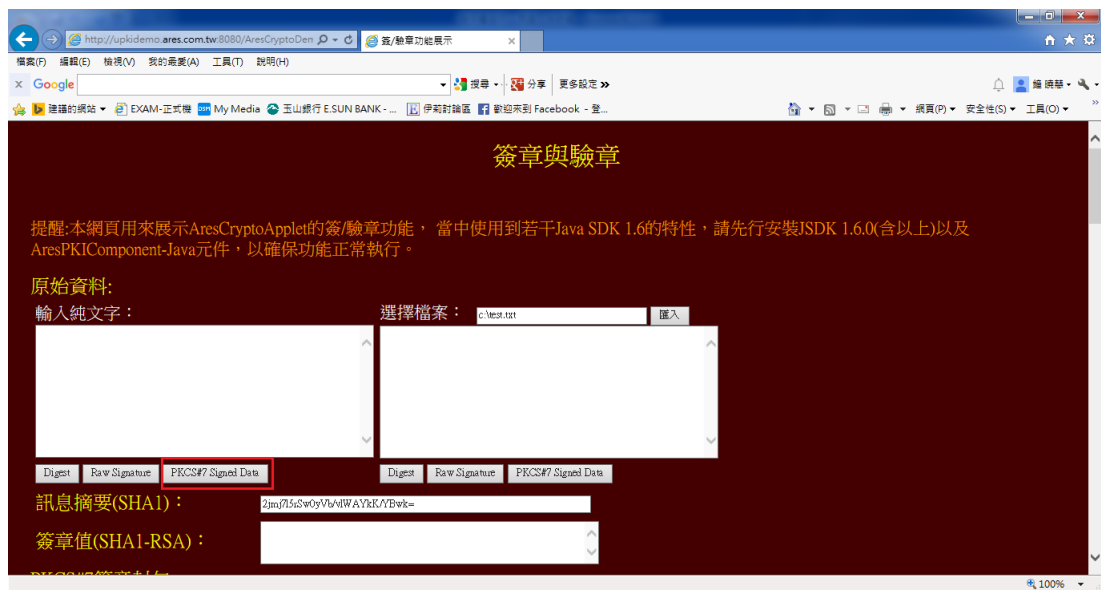 http://upkidemo.ares.com.tw:8080/AresCryptoDen
簽/驗章功能展示
檔案(F) 編輯(E) 檢視(V) 我的最愛(A) 工具(T) 說明(H)
x Google 搜尋 分享 更多設定 » 鐘曉慧
建議的網站 EXAM-正式機 My Media 玉山銀行 E.SUN BANK - ... 伊莉討論區 歡迎來到 Facebook - 登... 網頁(P) 安全性(S) 工具(O) »
簽章與驗章
提醒:本網頁用來展示AresCryptoApplet的簽/驗章功能， 當中使用到若干Java SDK 1.6的特性，請先行安裝JSDK 1.6.0(含以上)以及
AresPKIComponent-Java元件，以確保功能正常執行。
原始資料:
輸入純文字： 選擇檔案： c:\test.txt 匯入
Digest Raw Signature PKCS#7 Signed Data Digest Raw Signature PKCS#7 Signed Data
訊息摘要(SHA1)：
簽章值(SHA1-RSA)：
100%